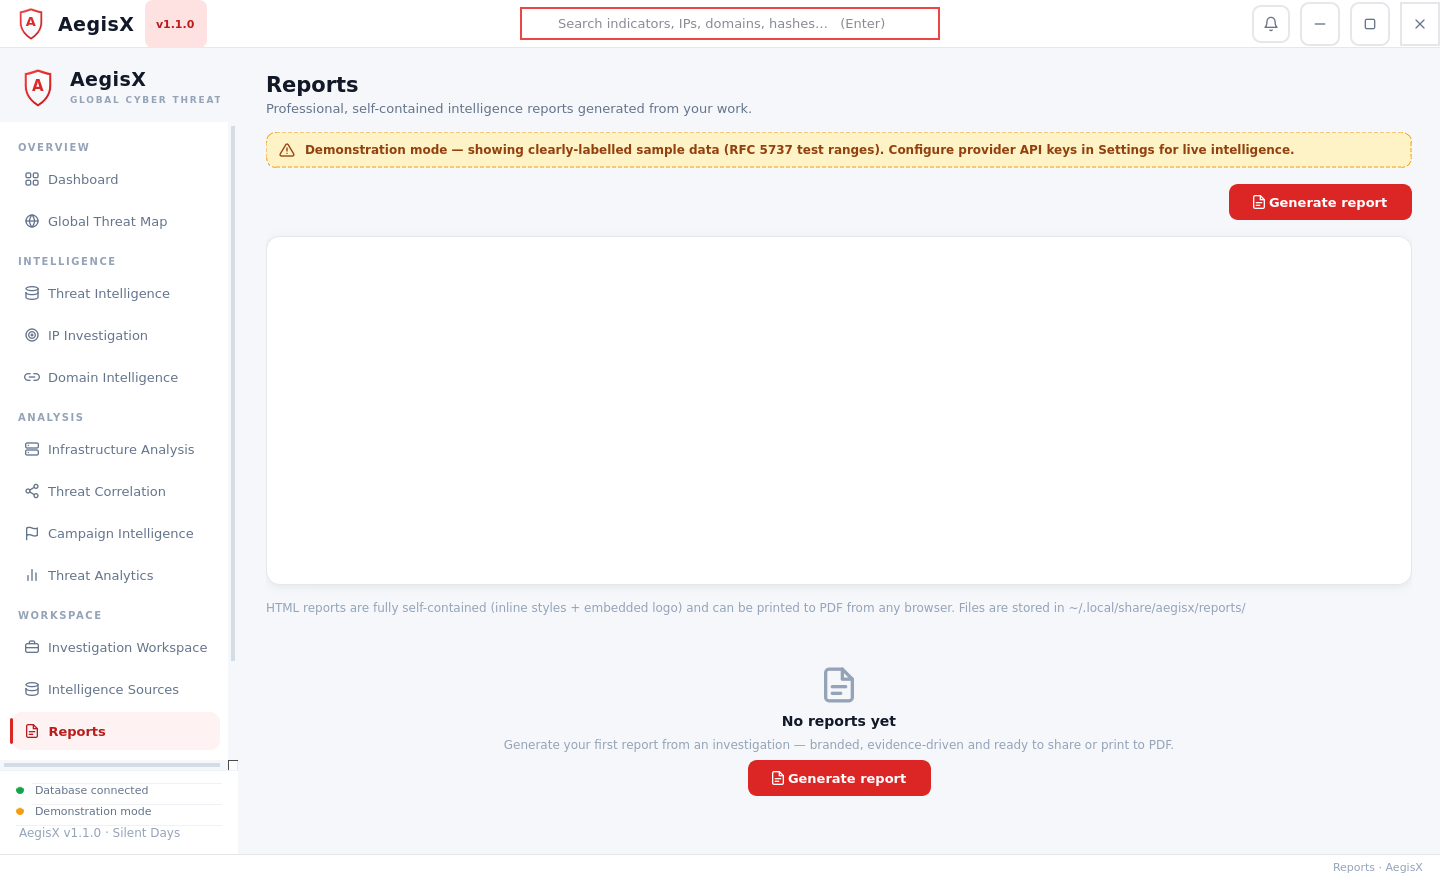 AegisX
v1.1.0
Search indicators, IPs, domains, hashes...   (Enter)
AegisX
GLOBAL CYBER THREAT
OVERVIEW
Dashboard
Global Threat Map
INTELLIGENCE
Threat Intelligence
IP Investigation
Domain Intelligence
ANALYSIS
Infrastructure Analysis
Threat Correlation
Campaign Intelligence
Threat Analytics
WORKSPACE
Investigation Workspace
Intelligence Sources
Reports
Database connected
Demonstration mode
AegisX v1.1.0 · Silent Days
Reports
Professional, self-contained intelligence reports generated from your work.
Demonstration mode — showing clearly-labelled sample data (RFC 5737 test ranges). Configure provider API keys in Settings for live intelligence.
Generate report
HTML reports are fully self-contained (inline styles + embedded logo) and can be printed to PDF from any browser. Files are stored in ~/.local/share/aegisx/reports/
No reports yet
Generate your first report from an investigation — branded, evidence-driven and ready to share or print to PDF.
Generate report
Reports · AegisX